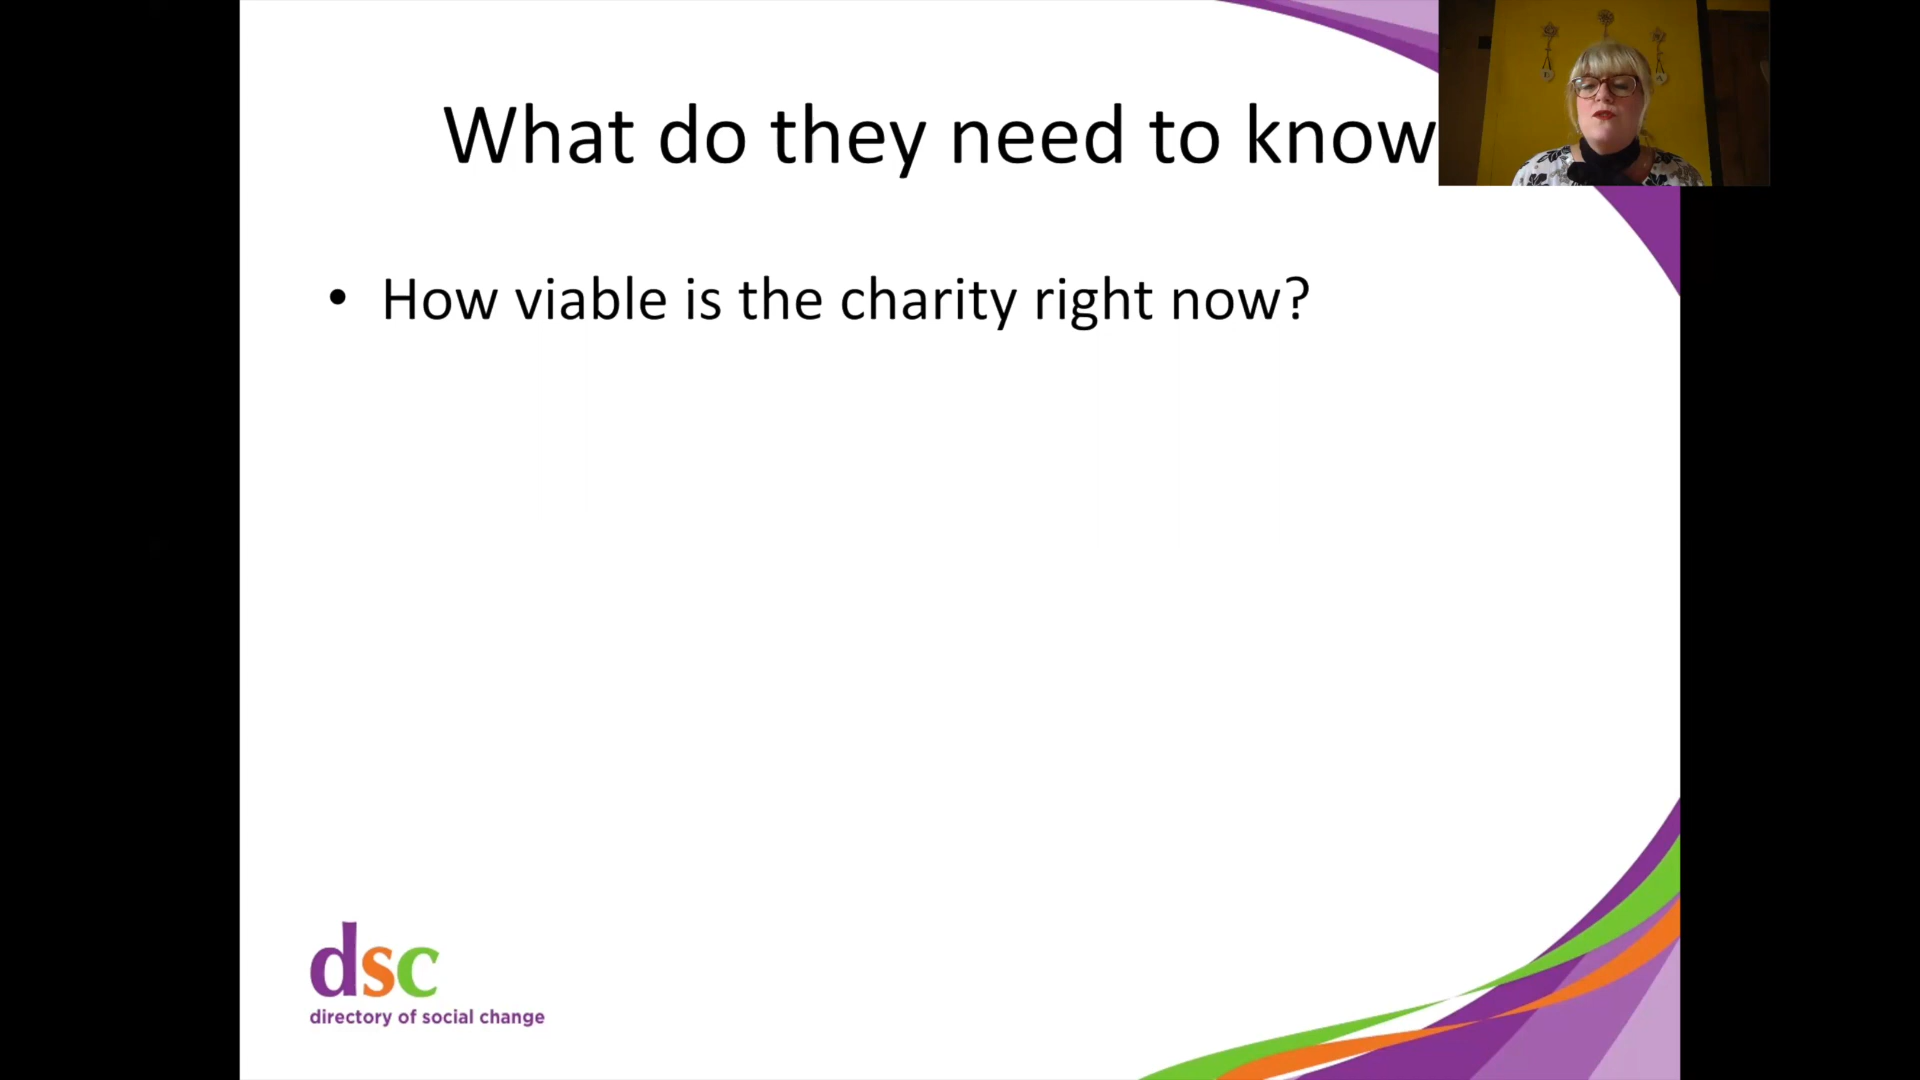 What do they need to know
• How viable is the charity right now?
dsc
directory of social change